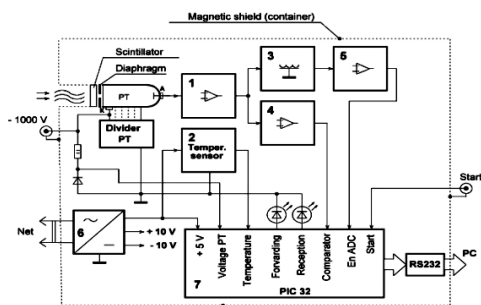 Magnetic shield (container)
Scintillator
Diaphragm
PT
A
K
1
3
5
4
- 1000 V
Divider
PT
2
Temper.
sensor
Start
Net
6
+ 10 V
- 10 V
+ 5 V
Voltage PT
Temperature
Forvarding
Reception
Comparator
En ADC
Start
7
PIC 32
RS232
PC